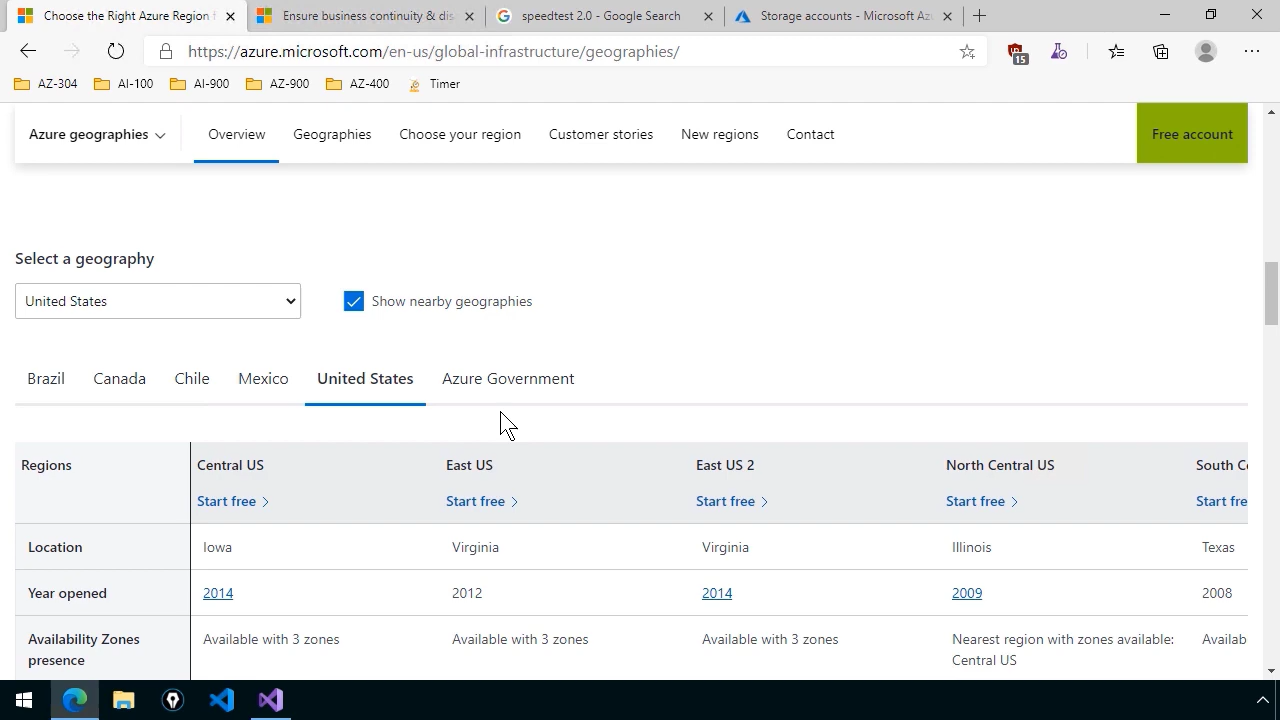 Choose the Right Azure Region f
Ensure business continuity & dis
speedtest 2.0 - Google Search
Storage accounts - Microsoft Az
https://azure.microsoft.com/en-us/global-infrastructure/geographies/
15
AZ-304 AI-100 AI-900 AZ-900 AZ-400 Timer
Azure geographies Overview Geographies Choose your region Customer stories New regions Contact Free account
Select a geography
United States Show nearby geographies
Brazil Canada Chile Mexico United States Azure Government
Regions Central US East US East US 2 North Central US South Ce
Start free Start free Start free Start free Start fre
Location Iowa Virginia Virginia Illinois Texas
Year opened 2014 2012 2014 2009 2008
Availability Zones Available with 3 zones Available with 3 zones Available with 3 zones Nearest region with zones available: Availab
presence Central US